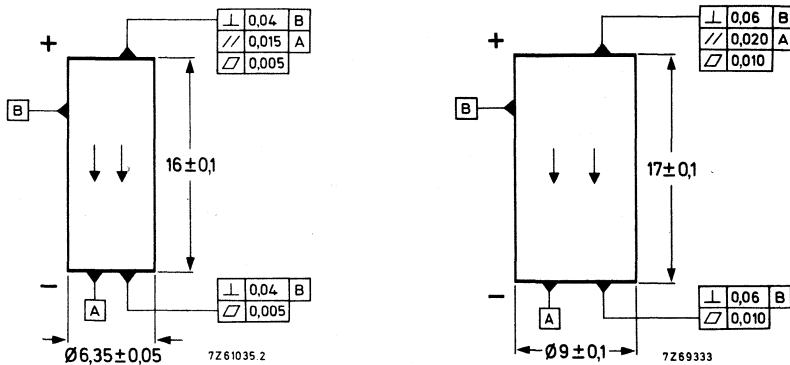 ⊥ 0,04 B
// 0,015 A
⏥ 0,005
+
B
16±0,1
−
⊥ 0,04 B
⏥ 0,005
A
Ø6,35±0,05
7Z61035.2
⊥ 0,06 B
// 0,020 A
⏥ 0,010
+
B
17±0,1
−
⊥ 0,06 B
⏥ 0,010
A
Ø9±0,1
7Z69333